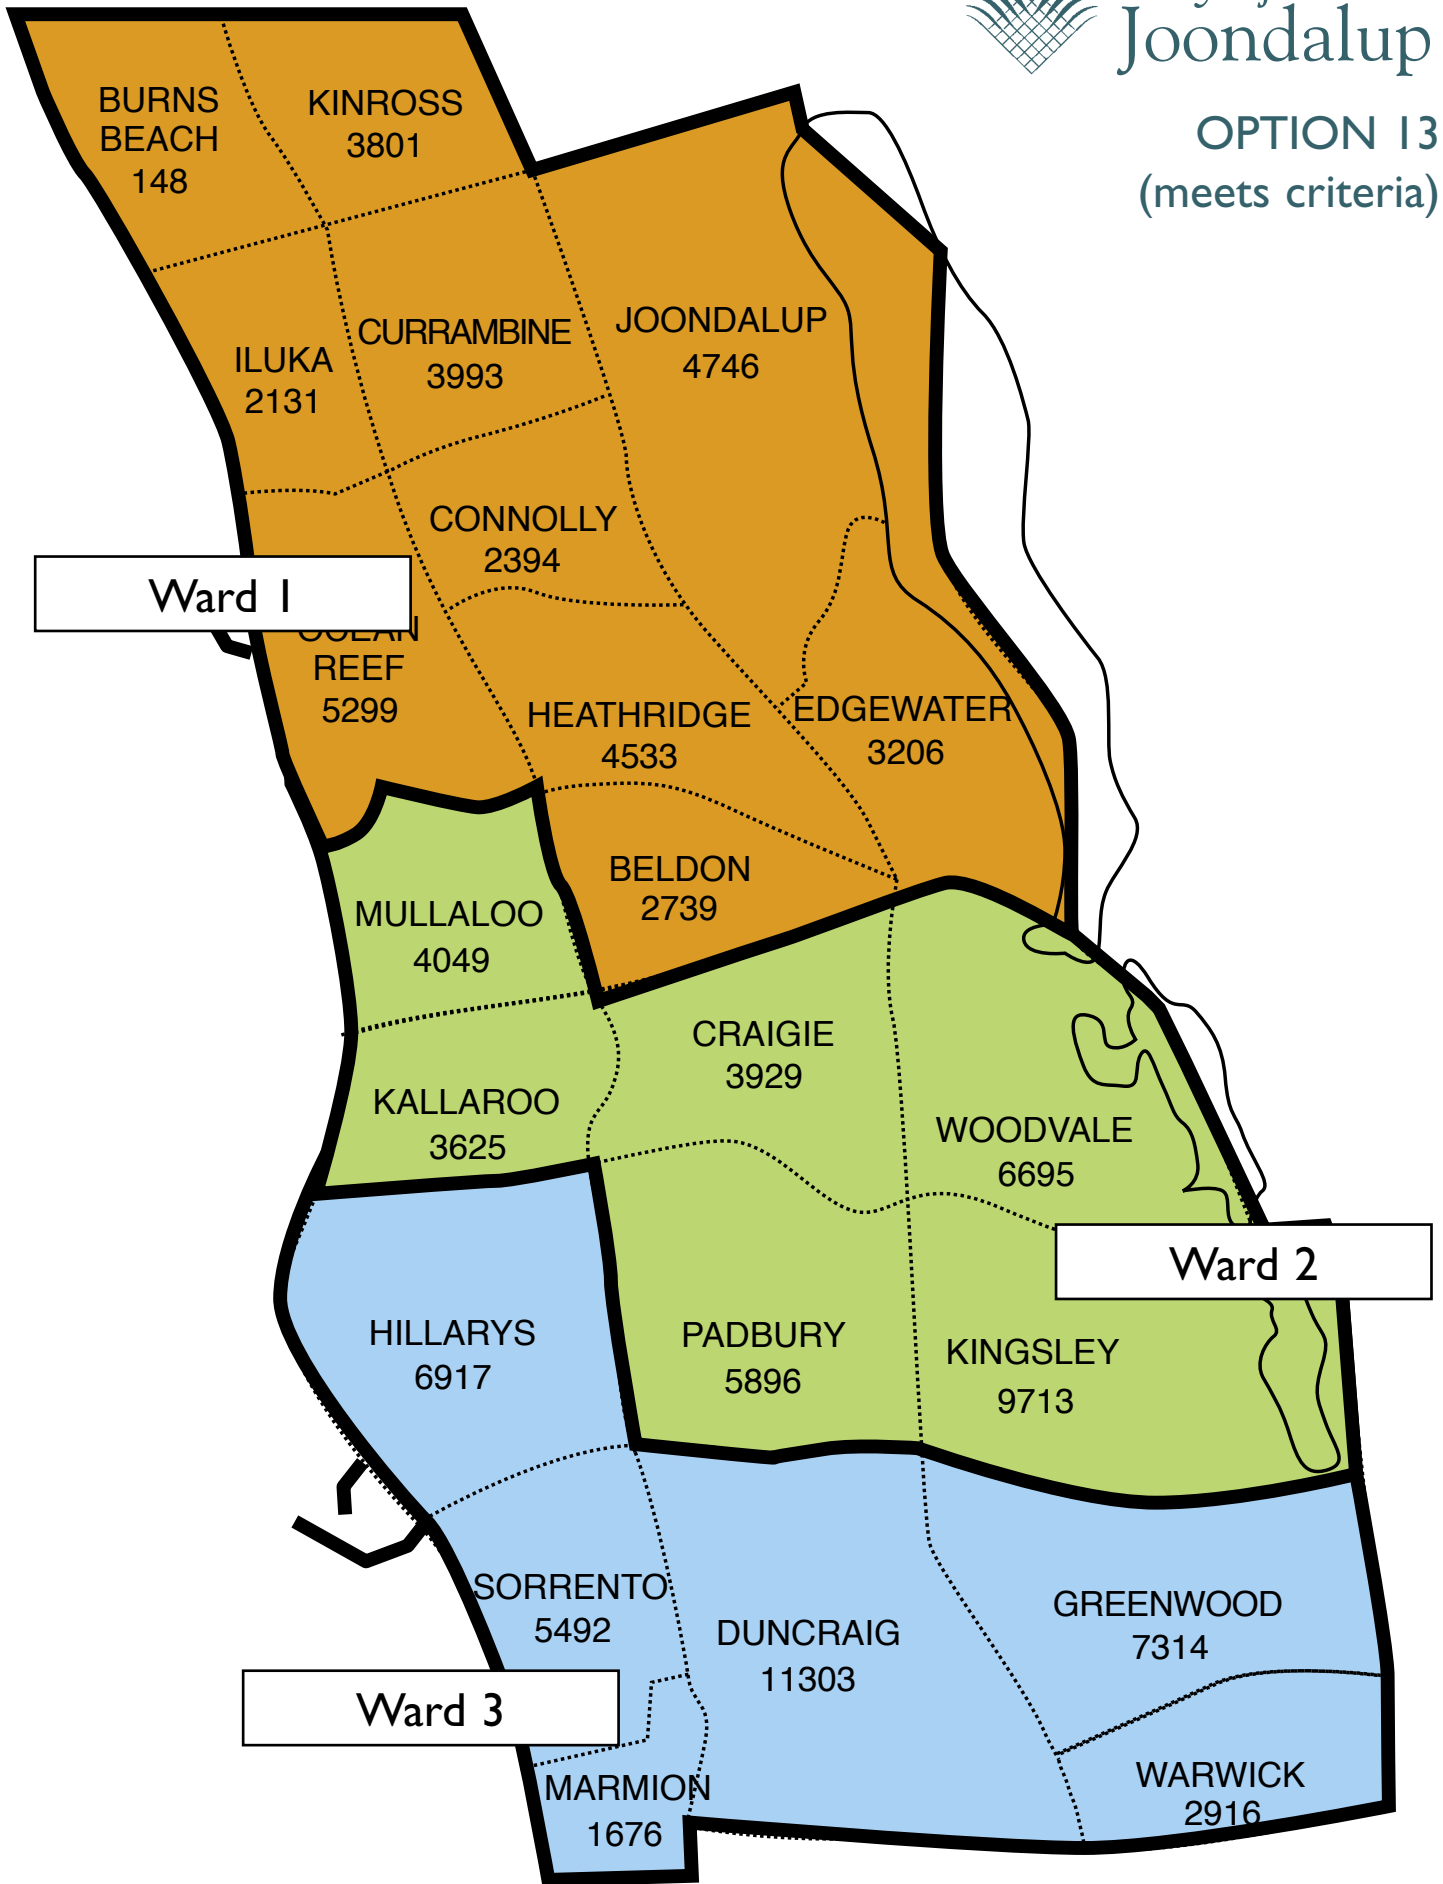 Joondalup
OPTION 13
(meets criteria)
BURNS
BEACH
148
KINROSS
3801
ILUKA
2131
CURRAMBINE
3993
JOONDALUP
4746
CONNOLLY
2394
Ward 1
OCEAN
REEF
5299
HEATHRIDGE
4533
EDGEWATER
3206
BELDON
2739
MULLALOO
4049
CRAIGIE
3929
KALLAROO
3625
WOODVALE
6695
Ward 2
HILLARYS
6917
PADBURY
5896
KINGSLEY
9713
SORRENTO
5492
DUNCRAIG
11303
GREENWOOD
7314
Ward 3
MARMION
1676
WARWICK
2916